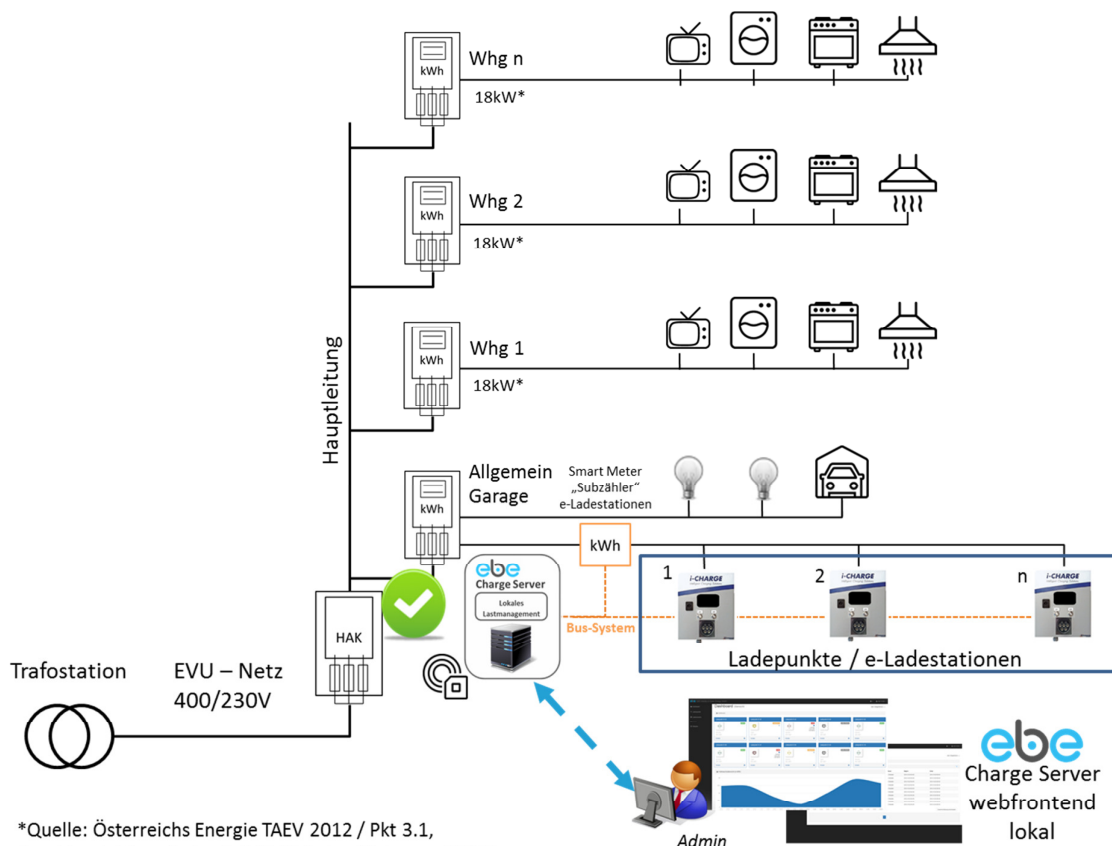 kWh
Whg n
18kW*
kWh
Whg 2
18kW*
kWh
Whg 1
18kW*
Hauptleitung
kWh
Allgemein
Garage
Smart Meter
„Subzähler“
e-Ladestationen
kWh
ebe
Charge Server
Lokales
Lastmanagement
Bus-System
1
i-CHARGE
2
i-CHARGE
n
i-CHARGE
Ladepunkte / e-Ladestationen
HAK
Trafostation
EVU – Netz
400/230V
Admin
ebe
Charge Server
webfrontend
lokal
*Quelle: Österreichs Energie TAEV 2012 / Pkt 3.1,